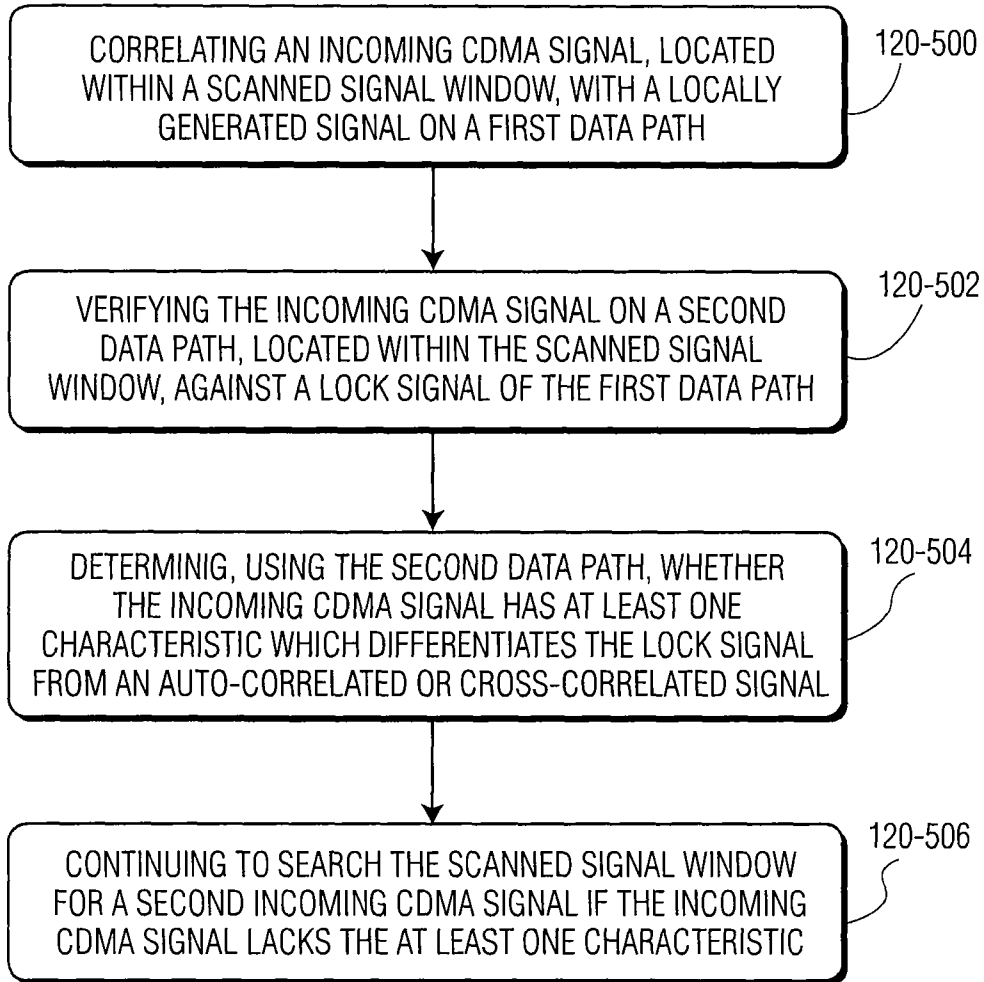 CORRELATING AN INCOMING CDMA SIGNAL, LOCATED
WITHIN A SCANNED SIGNAL WINDOW, WITH A LOCALLY
GENERATED SIGNAL ON A FIRST DATA PATH
120-500
VERIFYING THE INCOMING CDMA SIGNAL ON A SECOND
DATA PATH, LOCATED WITHIN THE SCANNED SIGNAL
WINDOW, AGAINST A LOCK SIGNAL OF THE FIRST DATA PATH
120-502
DETERMINIG, USING THE SECOND DATA PATH, WHETHER
THE INCOMING CDMA SIGNAL HAS AT LEAST ONE
CHARACTERISTIC WHICH DIFFERENTIATES THE LOCK SIGNAL
FROM AN AUTO-CORRELATED OR CROSS-CORRELATED SIGNAL
120-504
CONTINUING TO SEARCH THE SCANNED SIGNAL WINDOW
FOR A SECOND INCOMING CDMA SIGNAL IF THE INCOMING
CDMA SIGNAL LACKS THE AT LEAST ONE CHARACTERISTIC
120-506